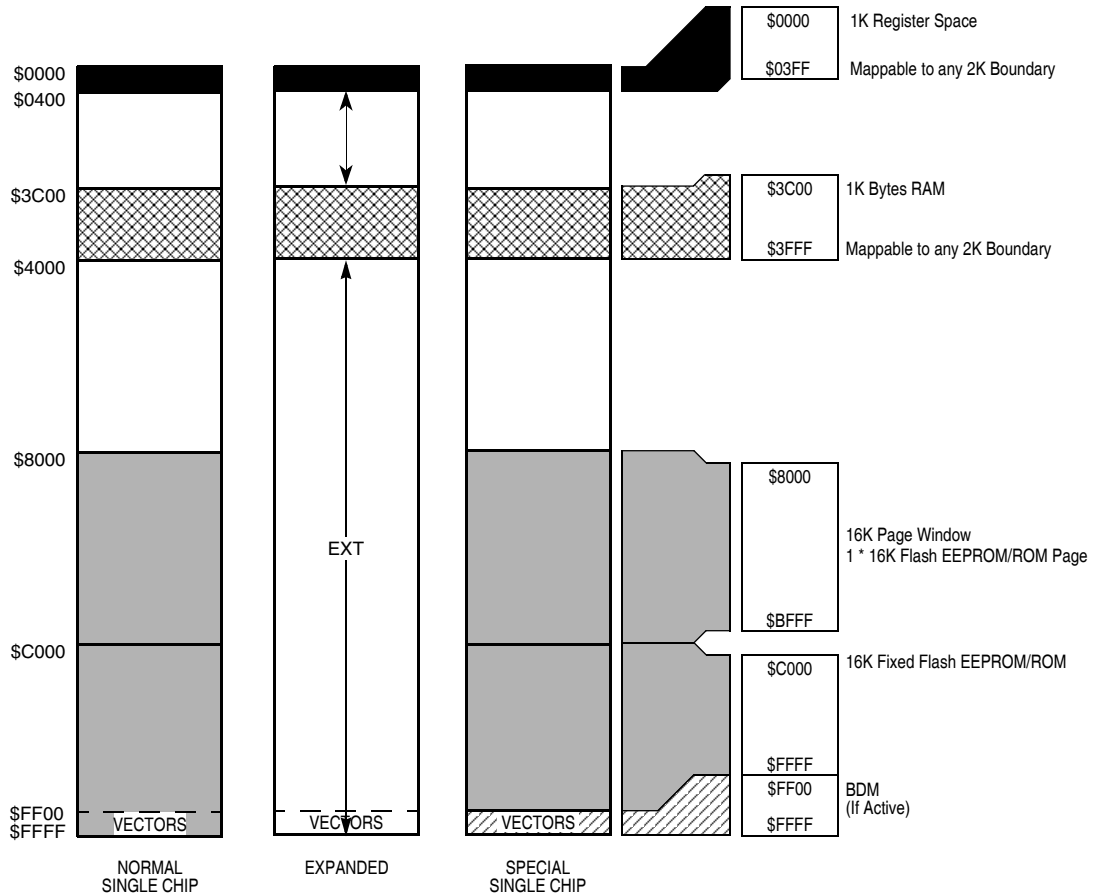 $0000
$0400
$3C00
$4000
$8000
$C000
$FF00
$FFFF
EXT
VECTORS
VECTORS
VECTORS
NORMAL
SINGLE CHIP
EXPANDED
SPECIAL
SINGLE CHIP
$0000
1K Register Space
$03FF
Mappable to any 2K Boundary
$3C00
1K Bytes RAM
$3FFF
Mappable to any 2K Boundary
$8000
16K Page Window
1 * 16K Flash EEPROM/ROM Page
$BFFF
$C000
16K Fixed Flash EEPROM/ROM
$FFFF
$FF00
BDM
(If Active)
$FFFF